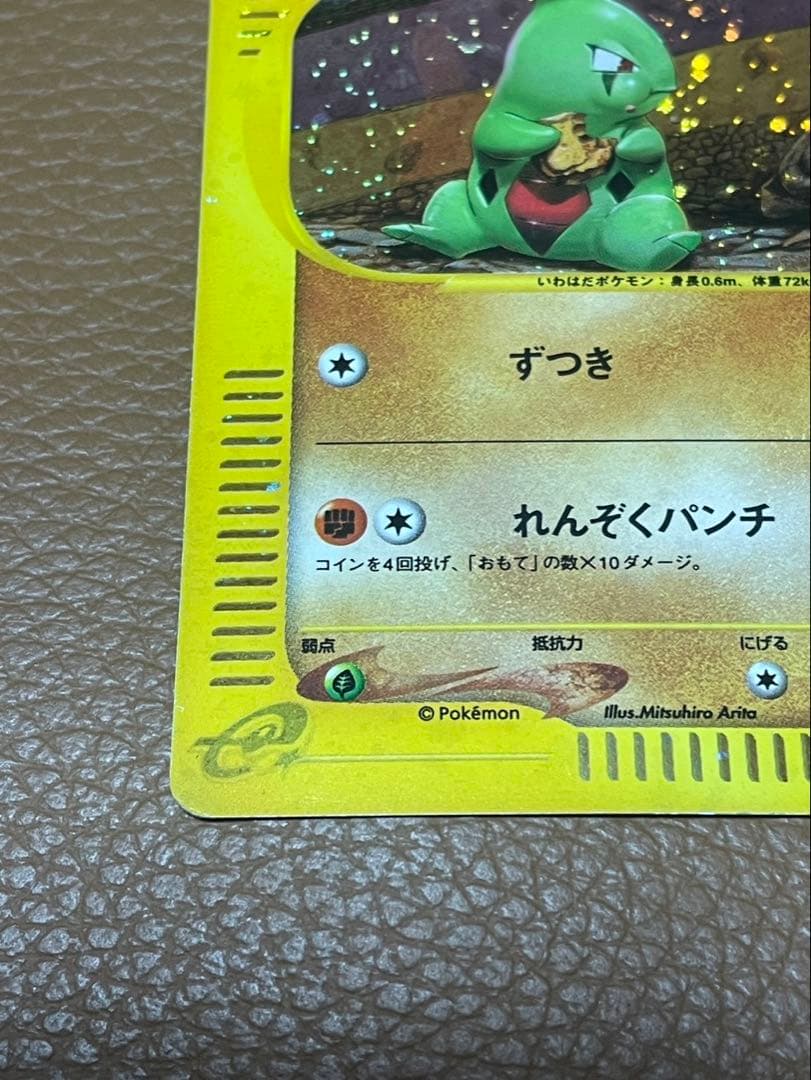 いわはだポケモン：身長0.6m、体重72k
ずつき
れんぞくパンチ
コインを4回投げ、「おもて」の数×10ダメージ。
弱点 抵抗力 にげる
© Pokémon Illus.Mitsuhiro Arita